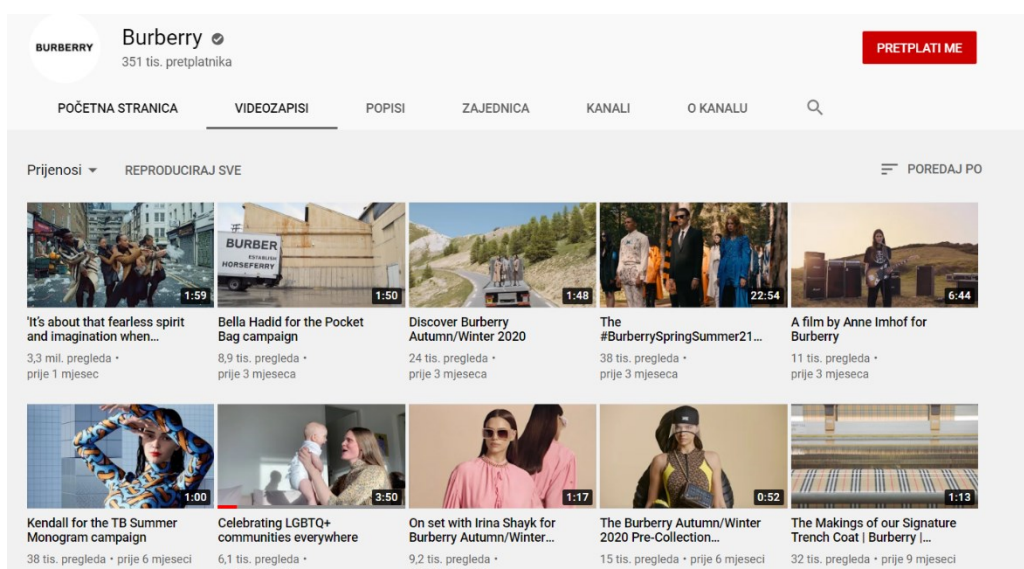 BURBERRY
Burberry
351 tis. pretplatnika
PRETPLATI ME
POČETNA STRANICA VIDEOZAPISI POPISI ZAJEDNICA KANALI O KANALU
Prijenosi REPRODUCIRAJ SVE POREDAJ PO
BURBER
ESTABLISH
HORSEFERRY
1:59 1:50 1:48 22:54 6:44
'It's about that fearless spirit
and imagination when...
3,3 mil. pregleda •
prije 1 mjesec
Bella Hadid for the Pocket
Bag campaign
8,9 tis. pregleda •
prije 3 mjeseca
Discover Burberry
Autumn/Winter 2020
24 tis. pregleda •
prije 3 mjeseca
The
#BurberrySpringSummer21...
38 tis. pregleda •
prije 3 mjeseca
A film by Anne Imhof for
Burberry
11 tis. pregleda •
prije 3 mjeseca
1:00 3:50 1:17 0:52 1:13
Kendall for the TB Summer
Monogram campaign
38 tis. pregleda • prije 6 mjeseci
Celebrating LGBTQ+
communities everywhere
6,1 tis. pregleda •
On set with Irina Shayk for
Burberry Autumn/Winter...
9,2 tis. pregleda •
The Burberry Autumn/Winter
2020 Pre-Collection...
15 tis. pregleda • prije 6 mjeseci
The Makings of our Signature
Trench Coat | Burberry |...
32 tis. pregleda • prije 9 mjeseci